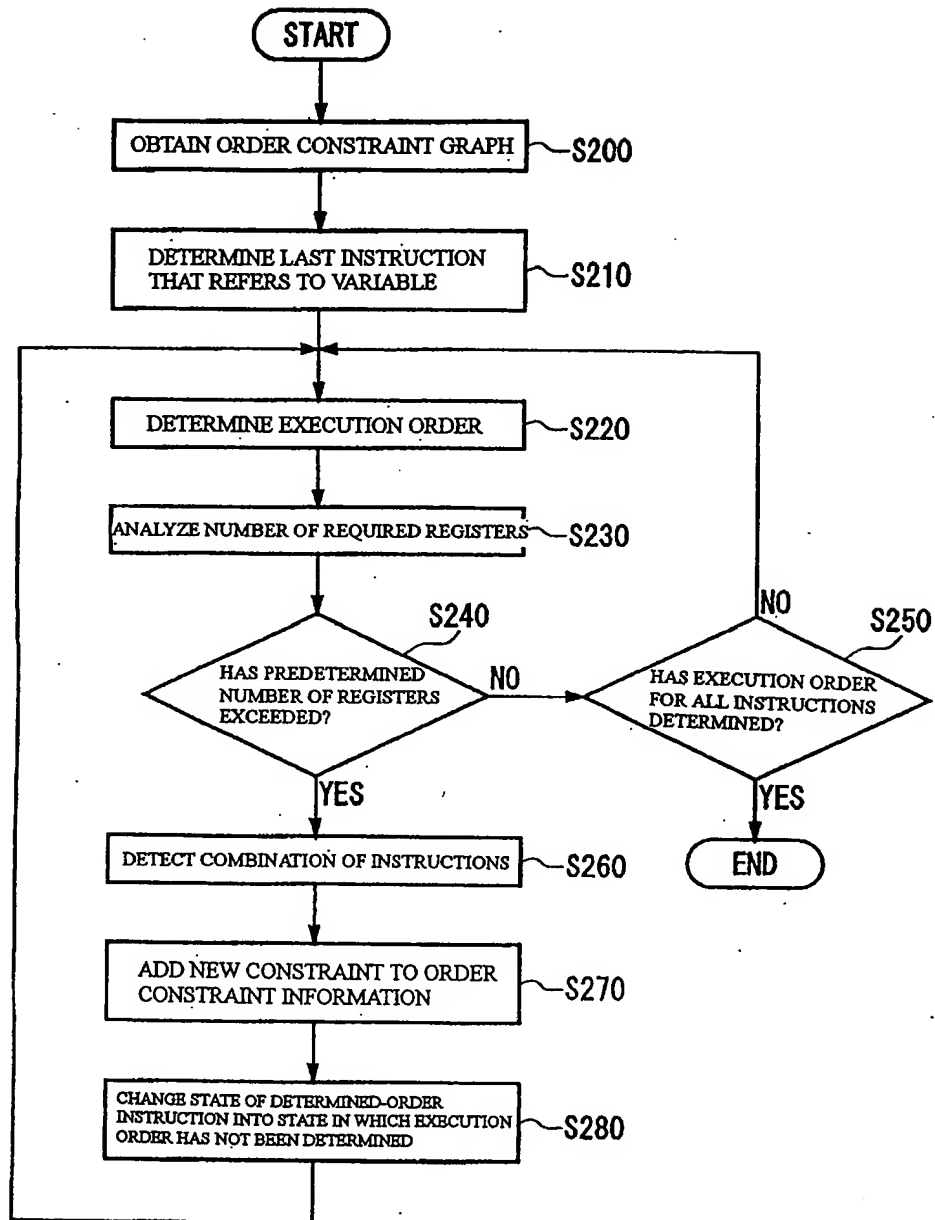 START
OBTAIN ORDER CONSTRAINT GRAPH
S200
DETERMINE LAST INSTRUCTION
THAT REFERS TO VARIABLE
S210
DETERMINE EXECUTION ORDER
S220
ANALYZE NUMBER OF REQUIRED REGISTERS
S230
S240
HAS PREDETERMINED
NUMBER OF REGISTERS
EXCEEDED?
NO
YES
NO
S250
HAS EXECUTION ORDER
FOR ALL INSTRUCTIONS
DETERMINED?
YES
END
DETECT COMBINATION OF INSTRUCTIONS
S260
ADD NEW CONSTRAINT TO ORDER
CONSTRAINT INFORMATION
S270
CHANGE STATE OF DETERMINED-ORDER
INSTRUCTION INTO STATE IN WHICH EXECUTION
ORDER HAS NOT BEEN DETERMINED
S280